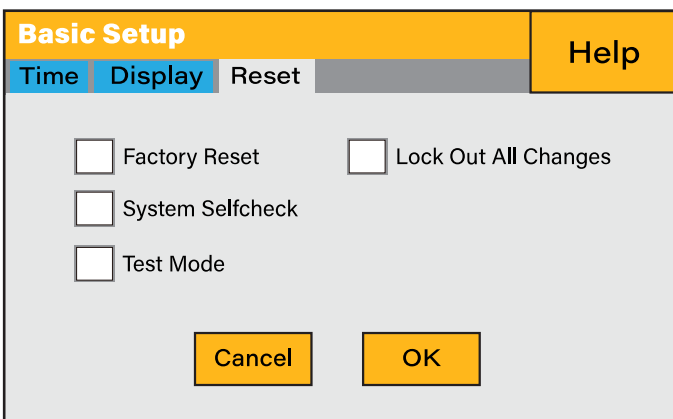 Basic Setup
Help
Time Display Reset
Factory Reset Lock Out All Changes
System Selfcheck
Test Mode
Cancel OK